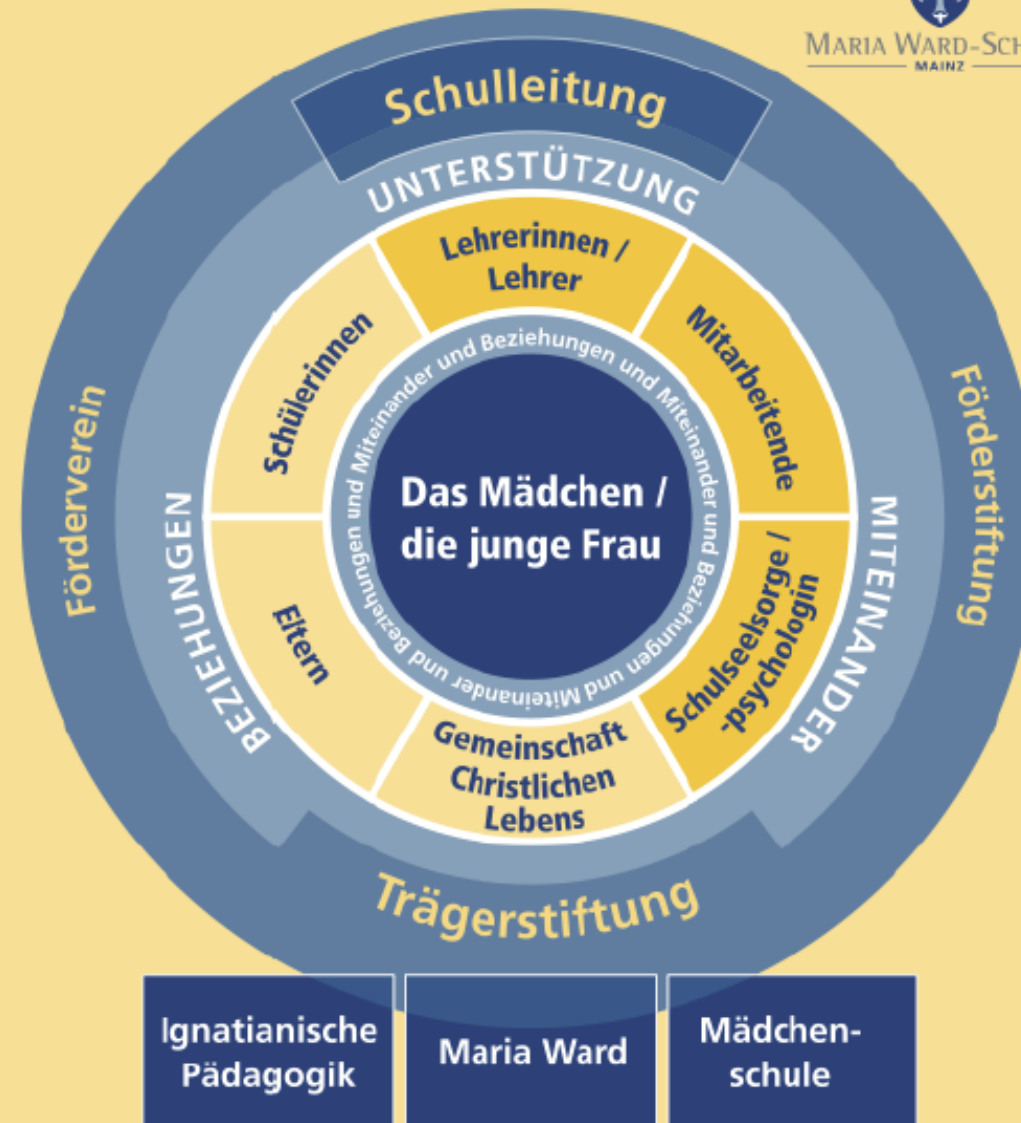 MARIA WARD-SCH
MAINZ
Schulleitung
UNTERSTÜTZUNG
Lehrerinnen /
Lehrer
Schülerinnen
Mitarbeitende
Förderverein
Förderstiftung
BEZIEHUNGEN
MITEINANDER
und Beziehungen und Miteinander und Beziehungen und Miteinander und Beziehungen und Miteinander und Beziehungen und Miteinander
Das Mädchen /
die junge Frau
Eltern
Schulseelsorge /
-psychologin
Gemeinschaft
Christlichen
Lebens
Trägerstiftung
Ignatianische
Pädagogik
Maria Ward
Mädchen-
schule